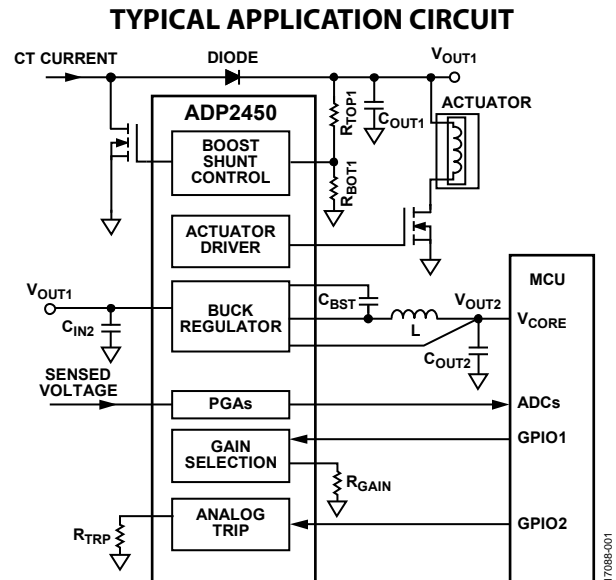 TYPICAL APPLICATION CIRCUIT
CT CURRENT
DIODE
VOUT1
ADP2450
RTOP1
COUT1
ACTUATOR
BOOST
SHUNT
CONTROL
RBOT1
ACTUATOR
DRIVER
MCU
VOUT1
CIN2
BUCK
REGULATOR
CBST
L
VOUT2
VCORE
COUT2
SENSED
VOLTAGE
PGAs
ADCs
GAIN
SELECTION
GPIO1
RGAIN
ANALOG
TRIP
RTRP
GPIO2
17088-001